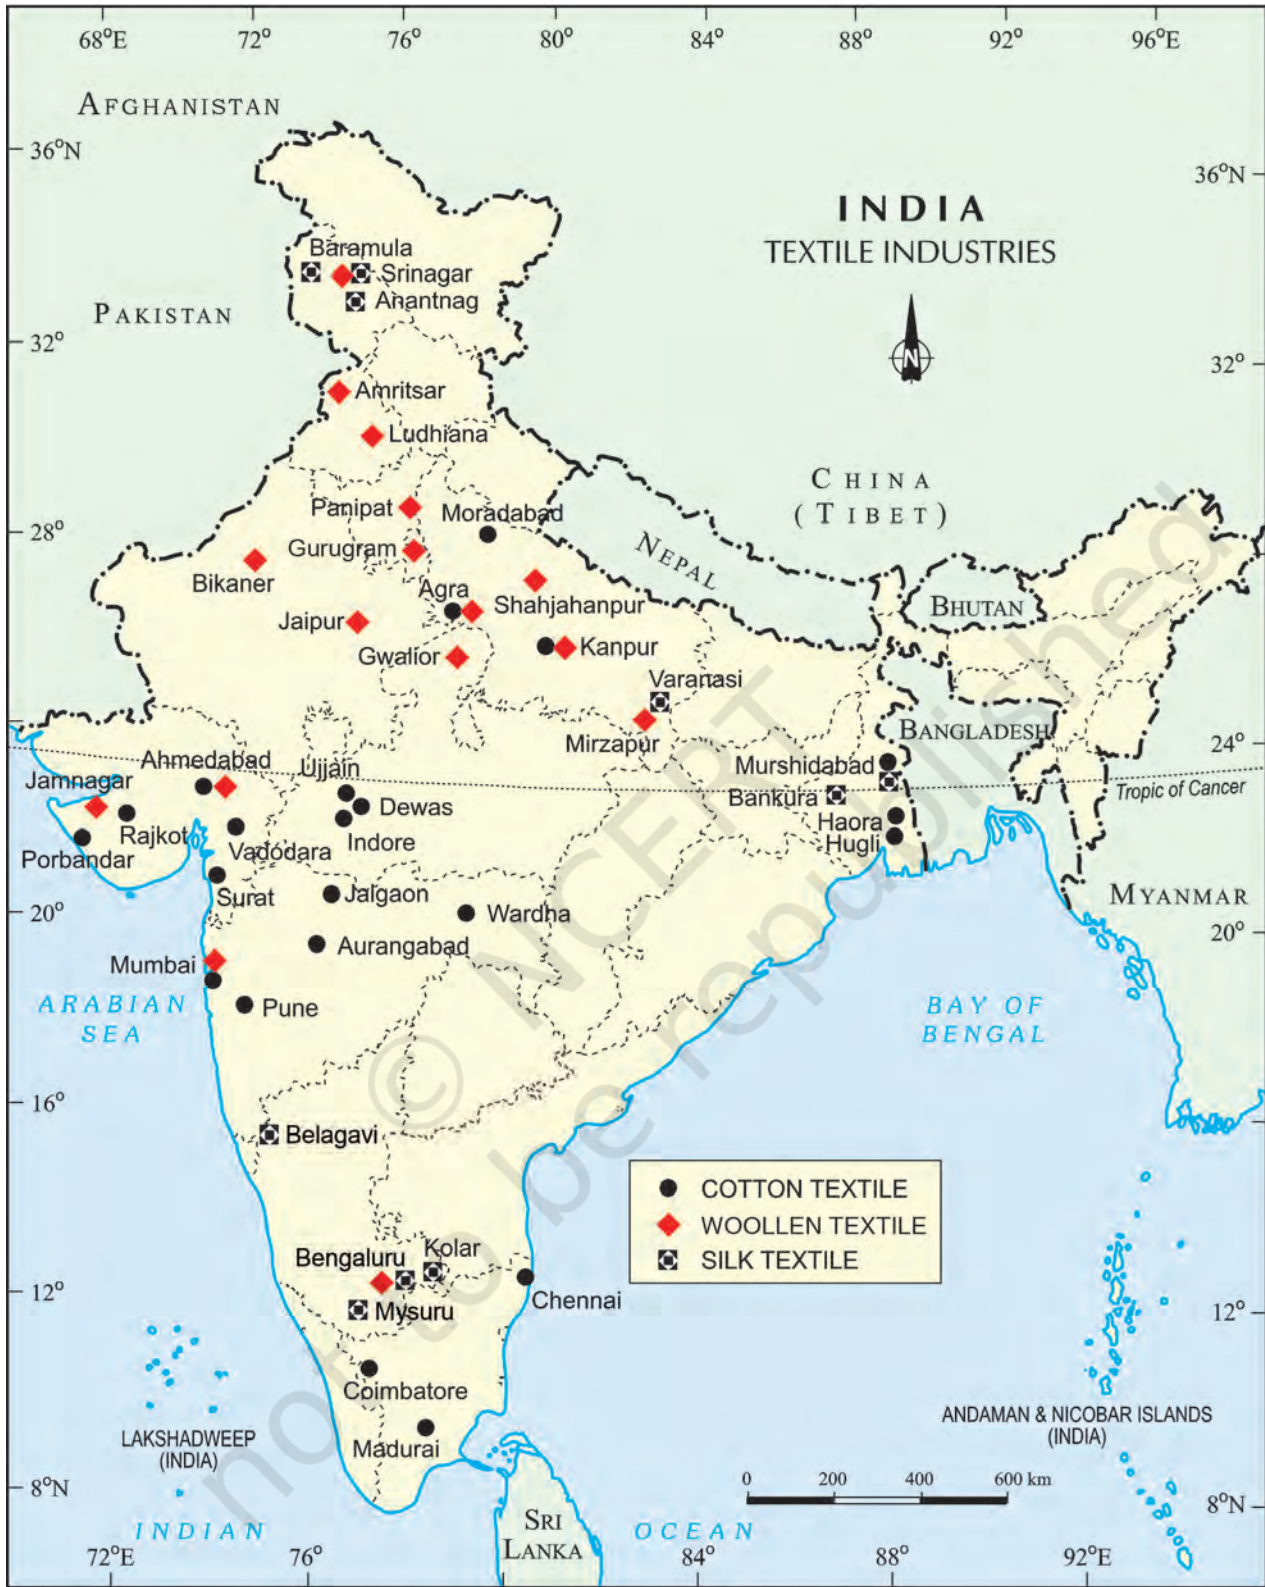 68°E 72° 76° 80° 84° 88° 92° 96°E
AFGHANISTAN
36°N
36°N
INDIA
TEXTILE INDUSTRIES
Baramula
Srinagar
Anantnag
PAKISTAN
N
32°
32°
Amritsar
Ludhiana
CHINA
(TIBET)
Panipat
Moradabad
28°
28°
Gurugram
NEPAL
Bikaner
Agra
Shahjahanpur
BHUTAN
Jaipur
Gwalior
Kanpur
Varanasi
Mirzapur
BANGLADESH
24°
Ahmedabad
Ujjain
Murshidabad
Jamnagar
Tropic of Cancer
Dewas
Bankura
Rajkot
Haora
Porbandar
Vadodara
Indore
Hugli
Surat
Jalgaon
MYANMAR
20°
Wardha
20°
Aurangabad
Mumbai
Pune
ARABIAN
SEA
BAY OF
BENGAL
16°
Belagavi
COTTON TEXTILE
WOOLLEN TEXTILE
SILK TEXTILE
Kolar
Bengaluru
12°
Chennai
12°
Mysuru
Coimbatore
Madurai
LAKSHADWEEP
(INDIA)
ANDAMAN & NICOBAR ISLANDS
(INDIA)
0 200 400 600 km
8°N
8°N
INDIAN
OCEAN
SRI
LANKA
72°E 76° 84° 88° 92°E
© NCERT
not to be republished